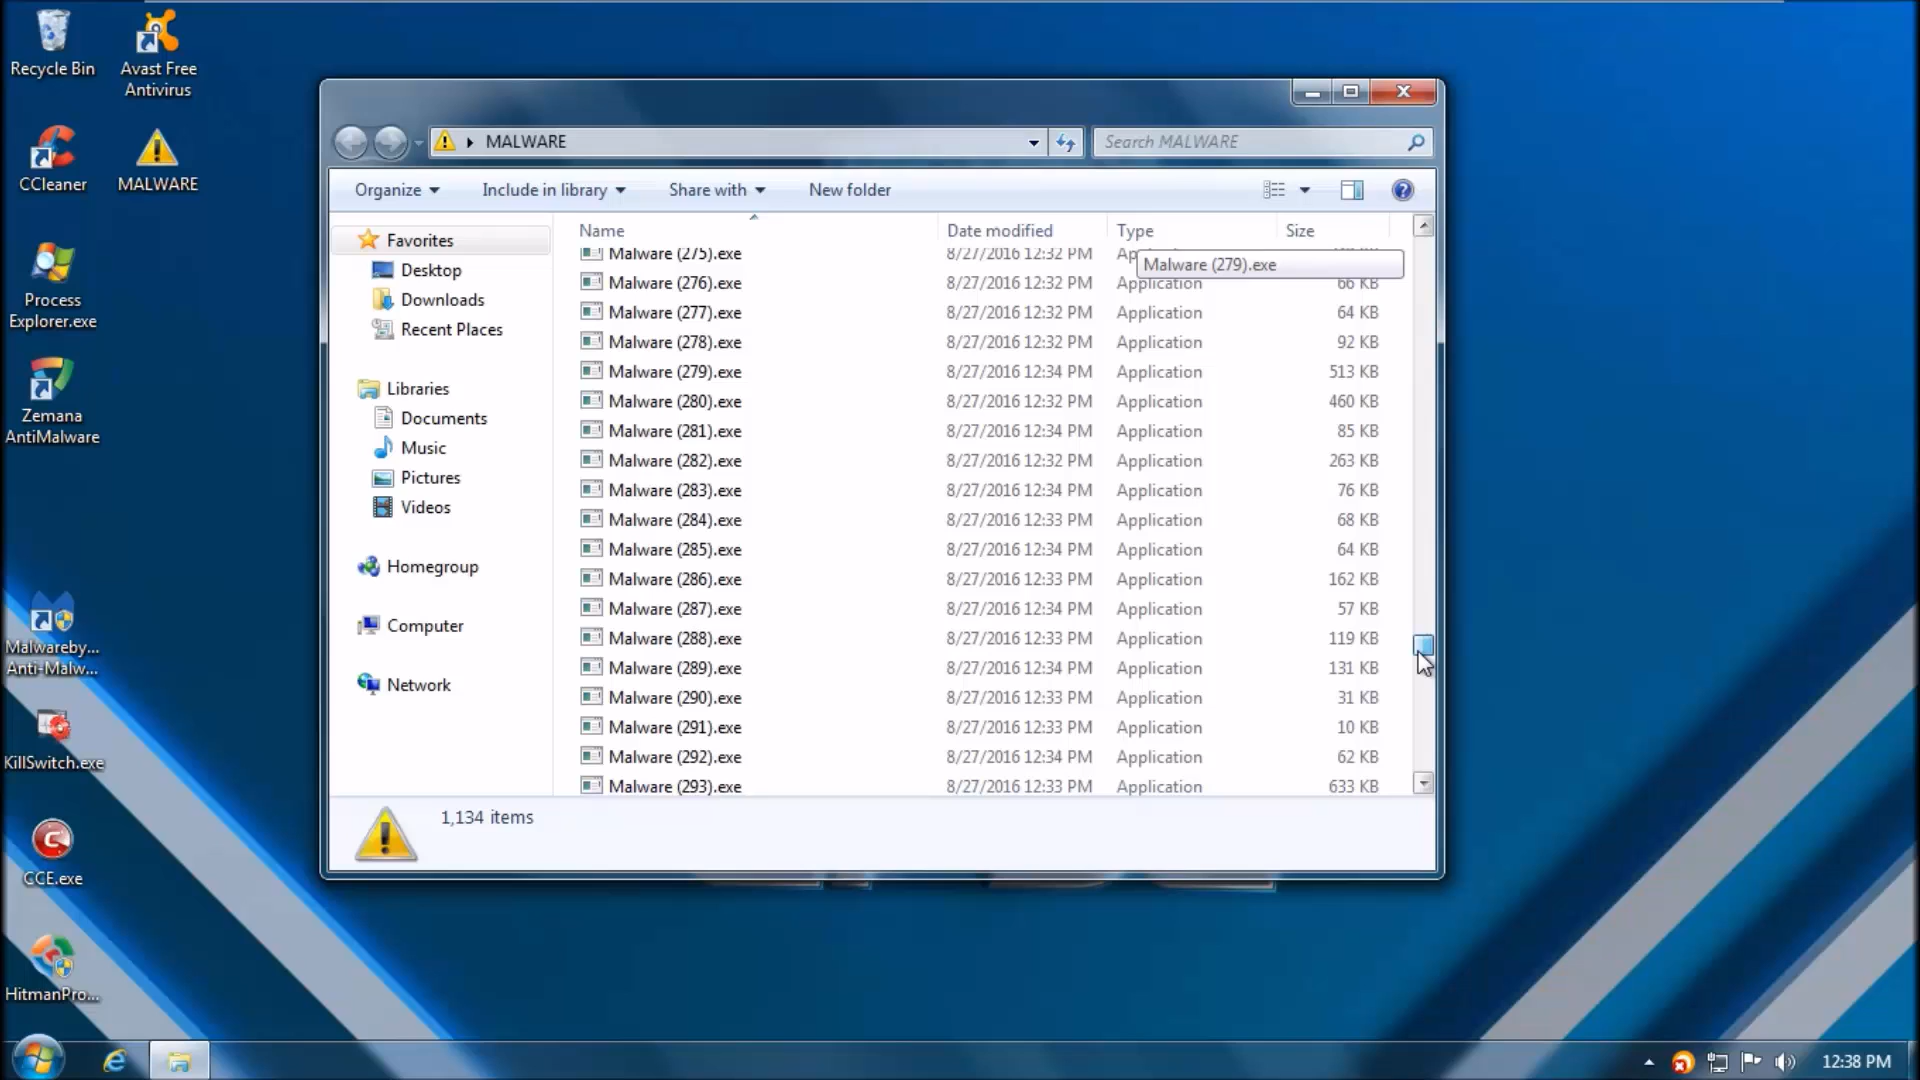 Recycle Bin
Avast Free
Antivirus
CCleaner
MALWARE
Process
Explorer.exe
Zemana
AntiMalware
Malwareby...
Anti-Malw...
KillSwitch.exe
CCE.exe
HitmanPro...
MALWARE
Search MALWARE
Organize
Include in library
Share with
New folder
Favorites
Desktop
Downloads
Recent Places
Libraries
Documents
Music
Pictures
Videos
Homegroup
Computer
Network
Name Date modified Type Size
Malware (275).exe 8/27/2016 12:32 PM
Malware (279).exe
Malware (276).exe 8/27/2016 12:32 PM Application 66 KB
Malware (277).exe 8/27/2016 12:32 PM Application 64 KB
Malware (278).exe 8/27/2016 12:32 PM Application 92 KB
Malware (279).exe 8/27/2016 12:34 PM Application 513 KB
Malware (280).exe 8/27/2016 12:32 PM Application 460 KB
Malware (281).exe 8/27/2016 12:34 PM Application 85 KB
Malware (282).exe 8/27/2016 12:32 PM Application 263 KB
Malware (283).exe 8/27/2016 12:34 PM Application 76 KB
Malware (284).exe 8/27/2016 12:33 PM Application 68 KB
Malware (285).exe 8/27/2016 12:34 PM Application 64 KB
Malware (286).exe 8/27/2016 12:33 PM Application 162 KB
Malware (287).exe 8/27/2016 12:34 PM Application 57 KB
Malware (288).exe 8/27/2016 12:33 PM Application 119 KB
Malware (289).exe 8/27/2016 12:34 PM Application 131 KB
Malware (290).exe 8/27/2016 12:33 PM Application 31 KB
Malware (291).exe 8/27/2016 12:33 PM Application 10 KB
Malware (292).exe 8/27/2016 12:34 PM Application 62 KB
Malware (293).exe 8/27/2016 12:33 PM Application 633 KB
1,134 items
12:38 PM